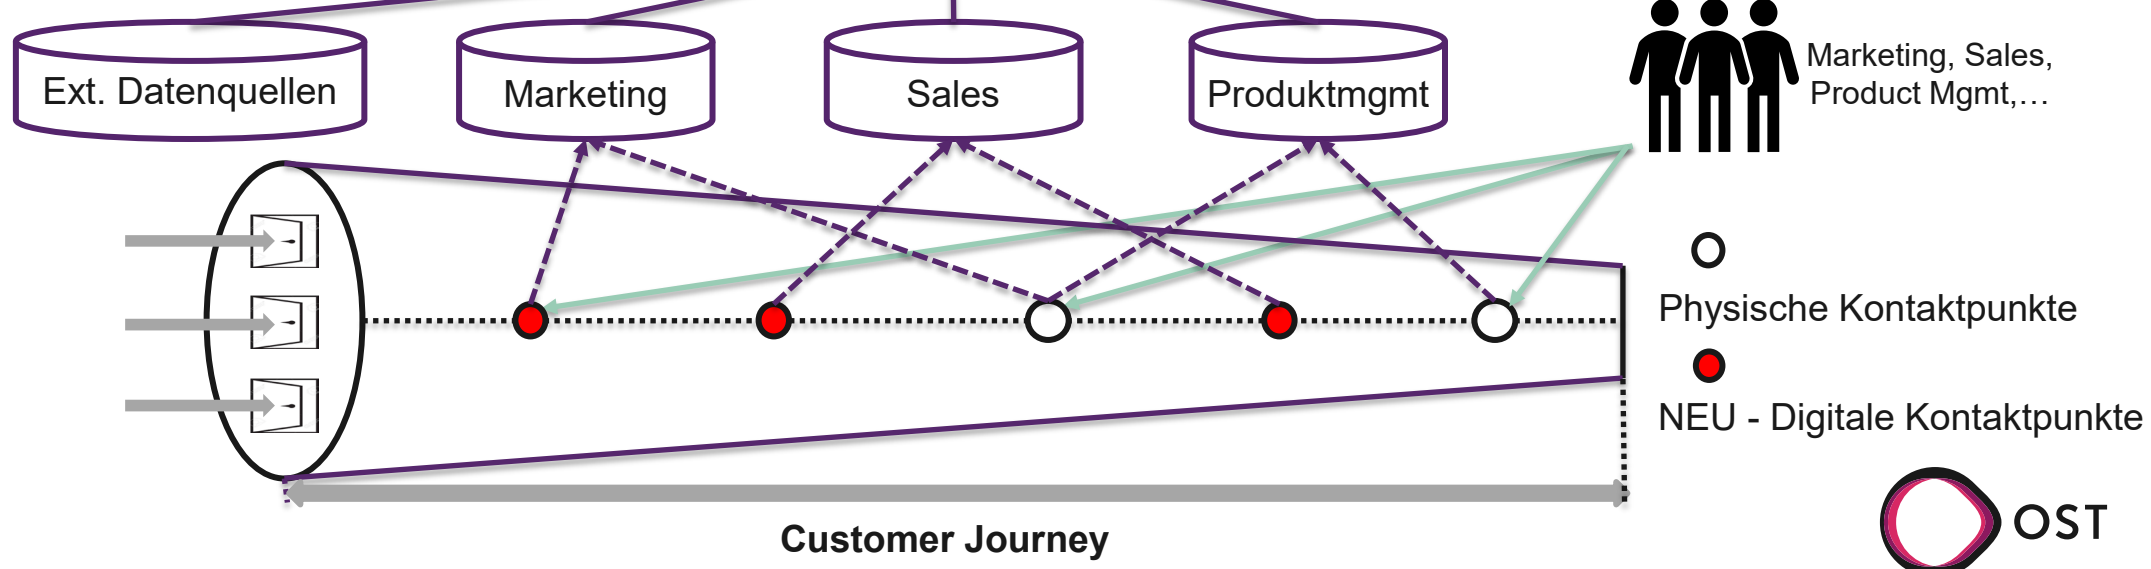 Ext. Datenquellen
Marketing
Sales
Produktmgmt
Marketing, Sales,
Product Mgmt,…
Physische Kontaktpunkte
NEU - Digitale Kontaktpunkte
Customer Journey
OST